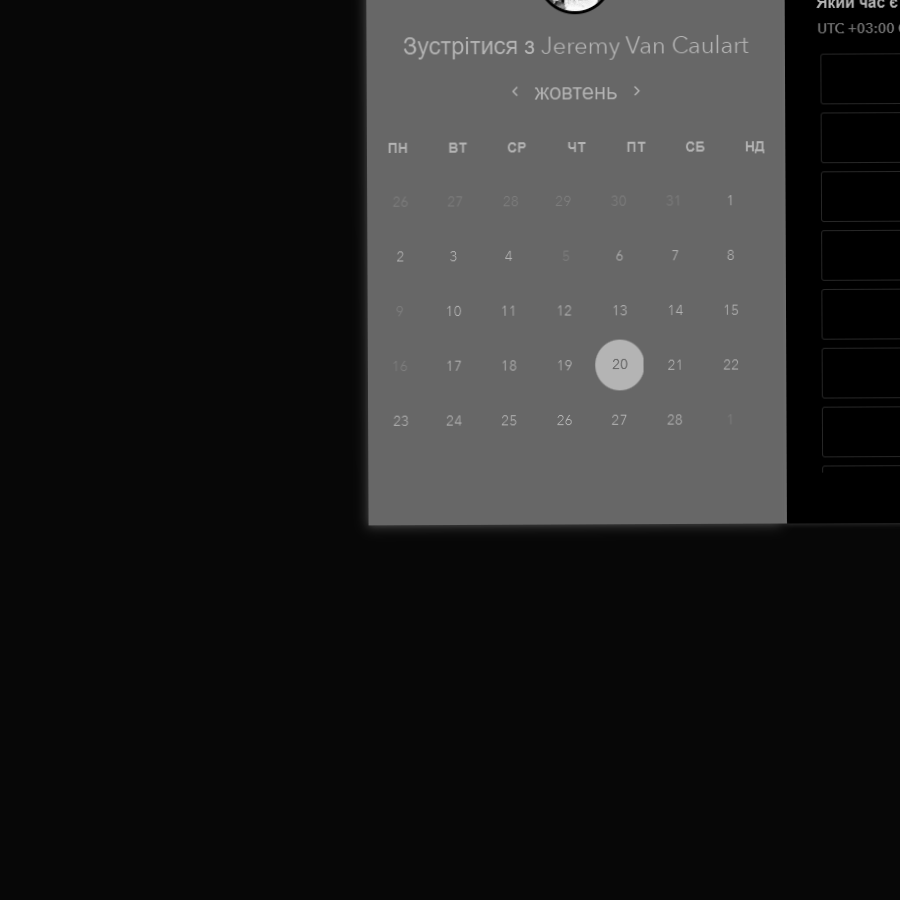 Зустрітися з Jeremy Van Caulart
‹ жовтень ›
ПН ВТ СР ЧТ ПТ СБ НД
26 27 28 29 30 31 1
2 3 4 5 6 7 8
9 10 11 12 13 14 15
16 17 18 19 20 21 22
23 24 25 26 27 28 1
Який час є
UTC +03:00